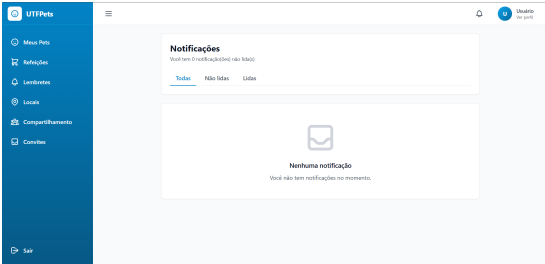 UTFPets
Meus Pets
Refeições
Lembretes
Locais
Compartilhamento
Convites
Sair
U
Usuário
Ver perfil
Notificações
Você tem 0 notificação(ões) não lida(s)
Todas Não lidas Lidas
Nenhuma notificação
Você não tem notificações no momento.